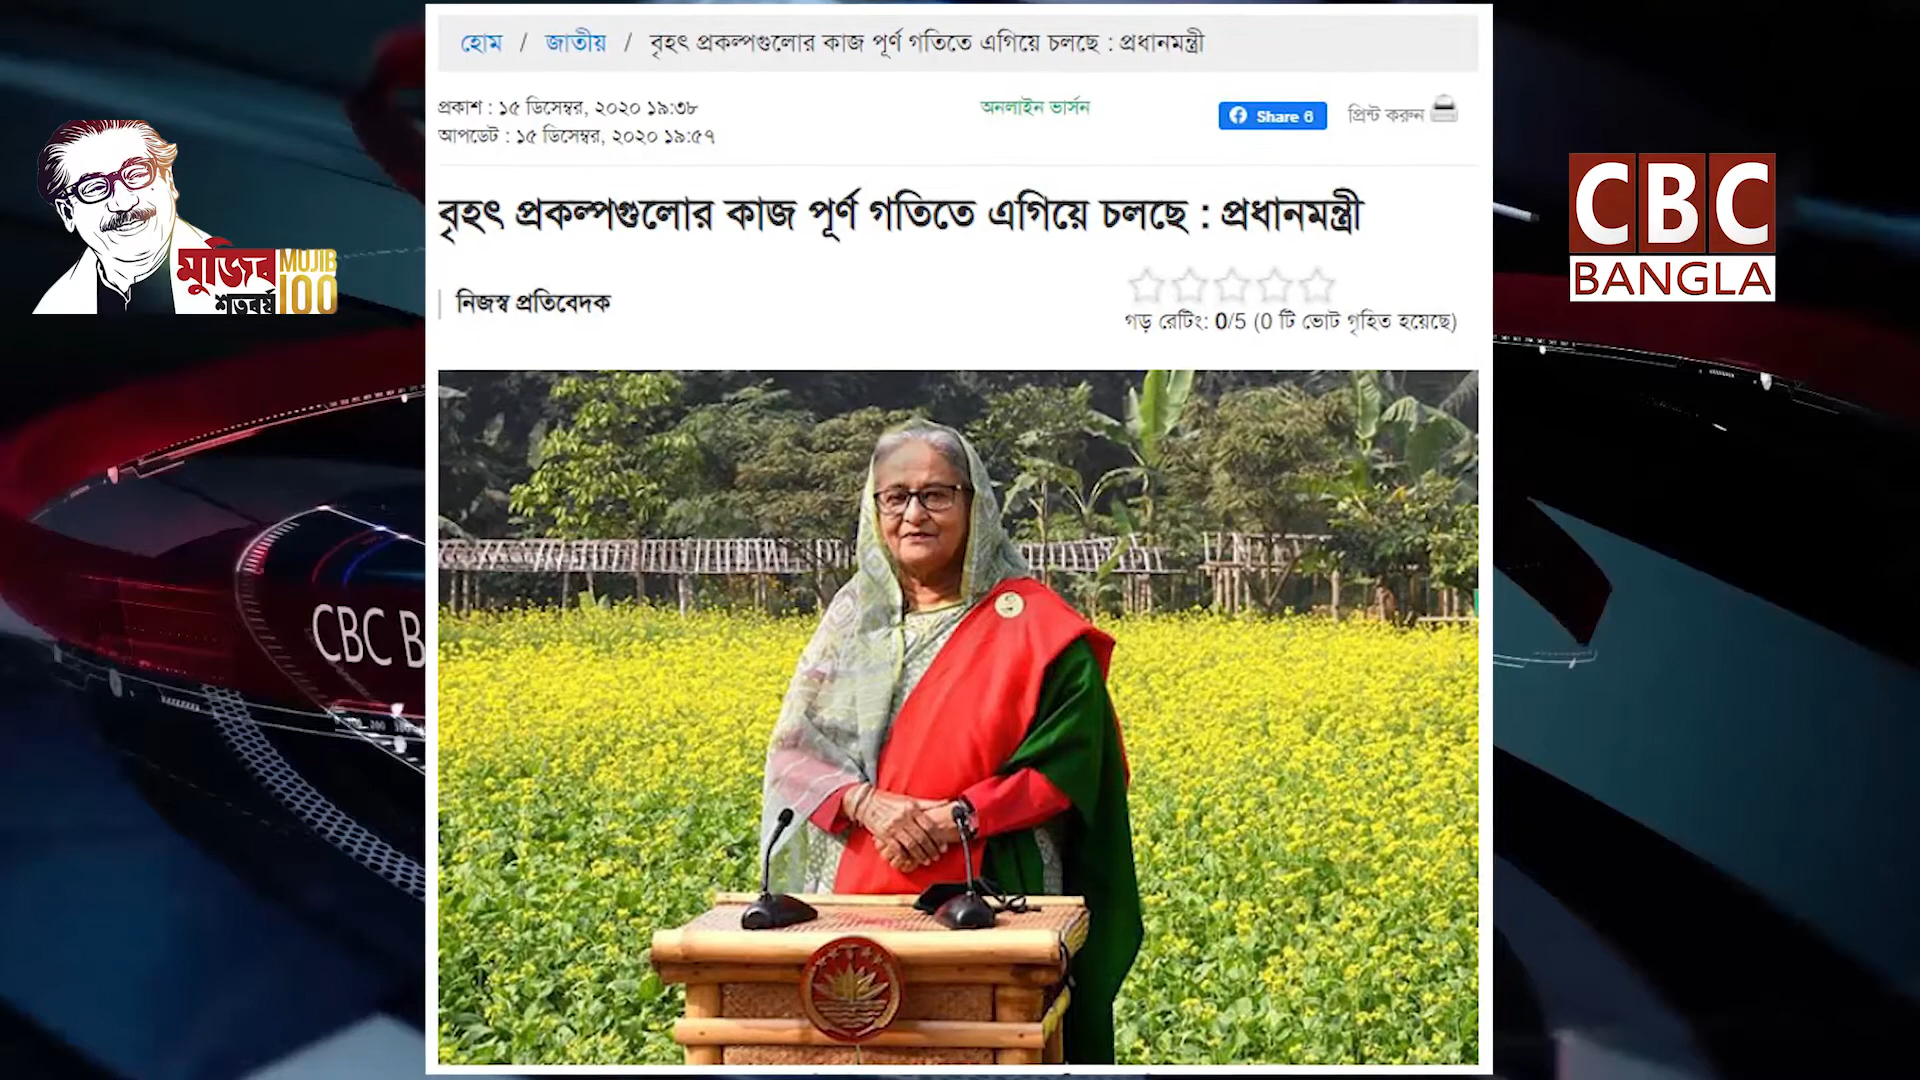 হোম / জাতীয় / বৃহৎ প্রকল্পগুলোর কাজ পূর্ণ গতিতে এগিয়ে চলছে : প্রধানমন্ত্রী
প্রকাশ : ১৫ ডিসেম্বর, ২০২০ ১৯:৩৮
আপডেট : ১৫ ডিসেম্বর, ২০২০ ১৯:৫৭
অনলাইন ভার্সন
Share 6
প্রিন্ট করুন
বৃহৎ প্রকল্পগুলোর কাজ পূর্ণ গতিতে এগিয়ে চলছে : প্রধানমন্ত্রী
নিজস্ব প্রতিবেদক
গড় রেটিং: 0/5 (0 টি ভোট গৃহিত হয়েছে)
মুজিব
শতবর্ষ
MUJIB
100
CBC
BANGLA
CBC B